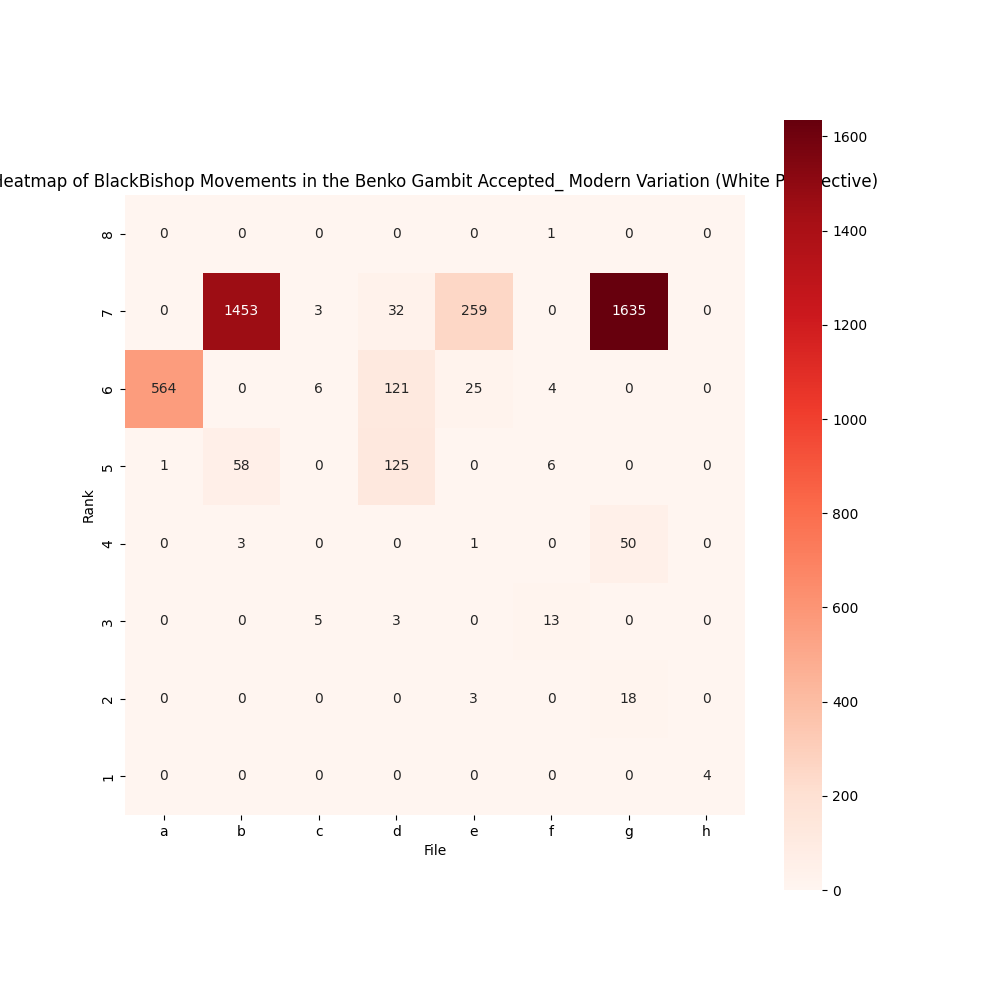 Heatmap of BlackBishop Movements in the Benko Gambit Accepted_ Modern Variation (White P ective)
1600
1400
1200
1000
800
600
400
200
0
Rank
8 0 0 0 0 0 1 0 0
7 0 1453 3 32 259 0 1635 0
6 564 0 6 121 25 4 0 0
5 1 58 0 125 0 6 0 0
4 0 3 0 0 1 0 50 0
3 0 0 5 3 0 13 0 0
2 0 0 0 0 3 0 18 0
1 0 0 0 0 0 0 0 4
a b c d e f g h
File